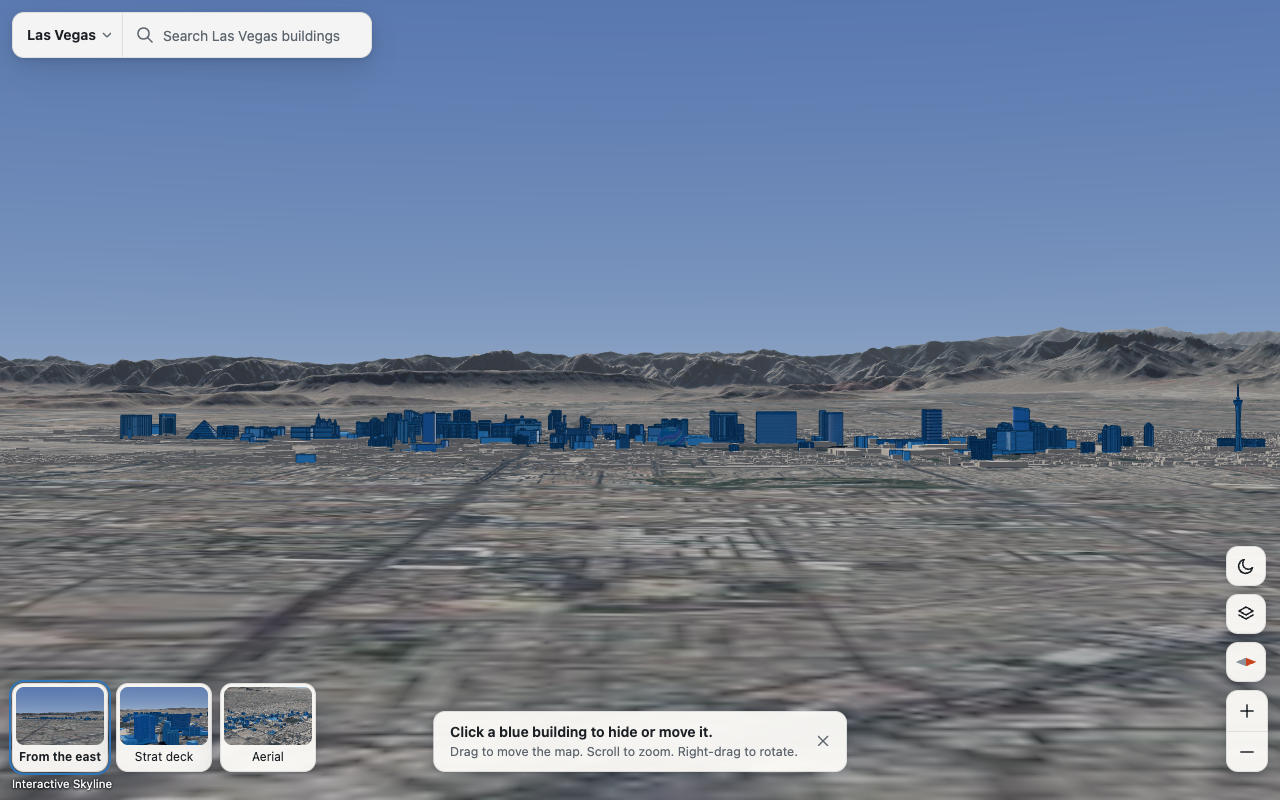 Las Vegas
Search Las Vegas buildings
Click a blue building to hide or move it.
Drag to move the map. Scroll to zoom. Right-drag to rotate.
From the east
Strat deck
Aerial
Interactive Skyline